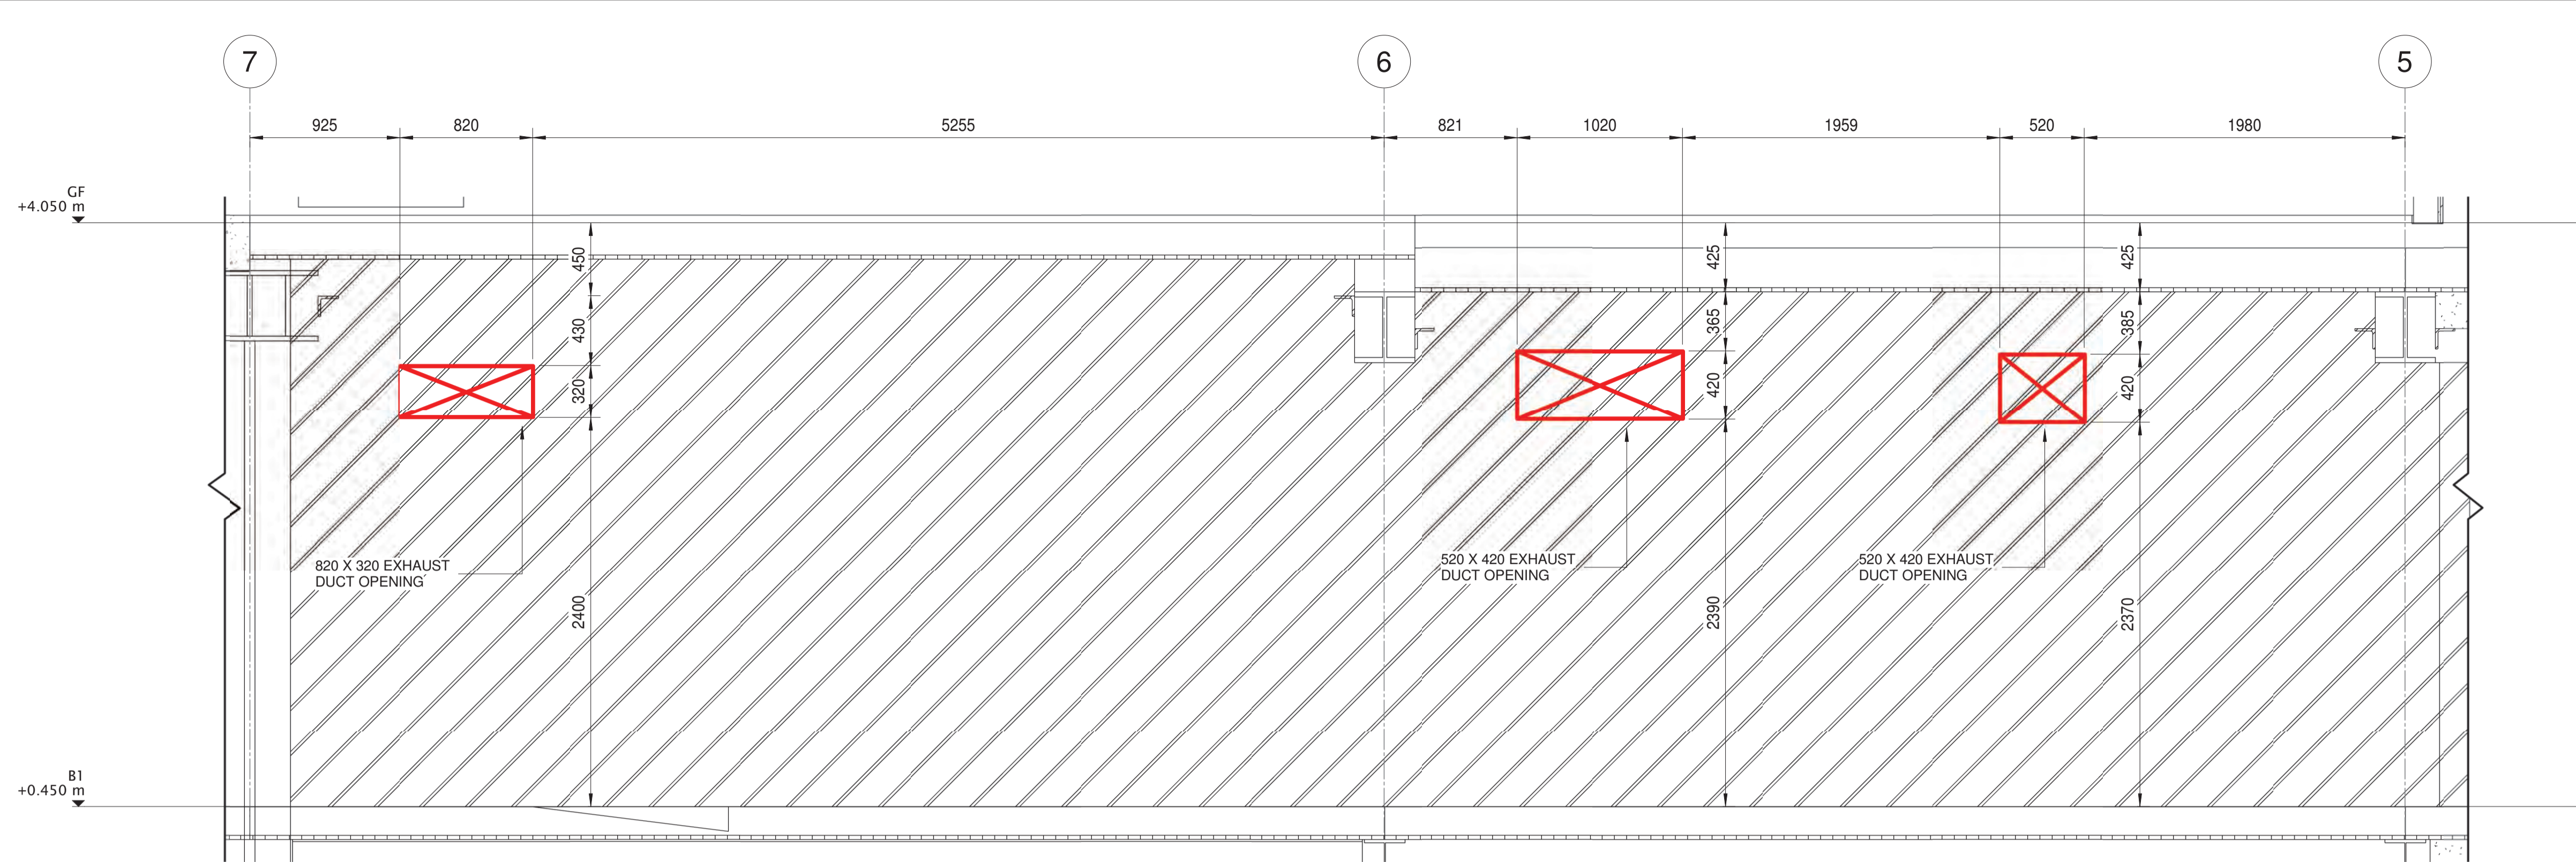 7
6
5
925
820
5255
821
1020
1959
520
1980
GF
+4.050 m
450
430
320
2400
425
365
420
2390
425
385
420
2370
820 X 320 EXHAUST
DUCT OPENING
520 X 420 EXHAUST
DUCT OPENING
520 X 420 EXHAUST
DUCT OPENING
B1
+0.450 m